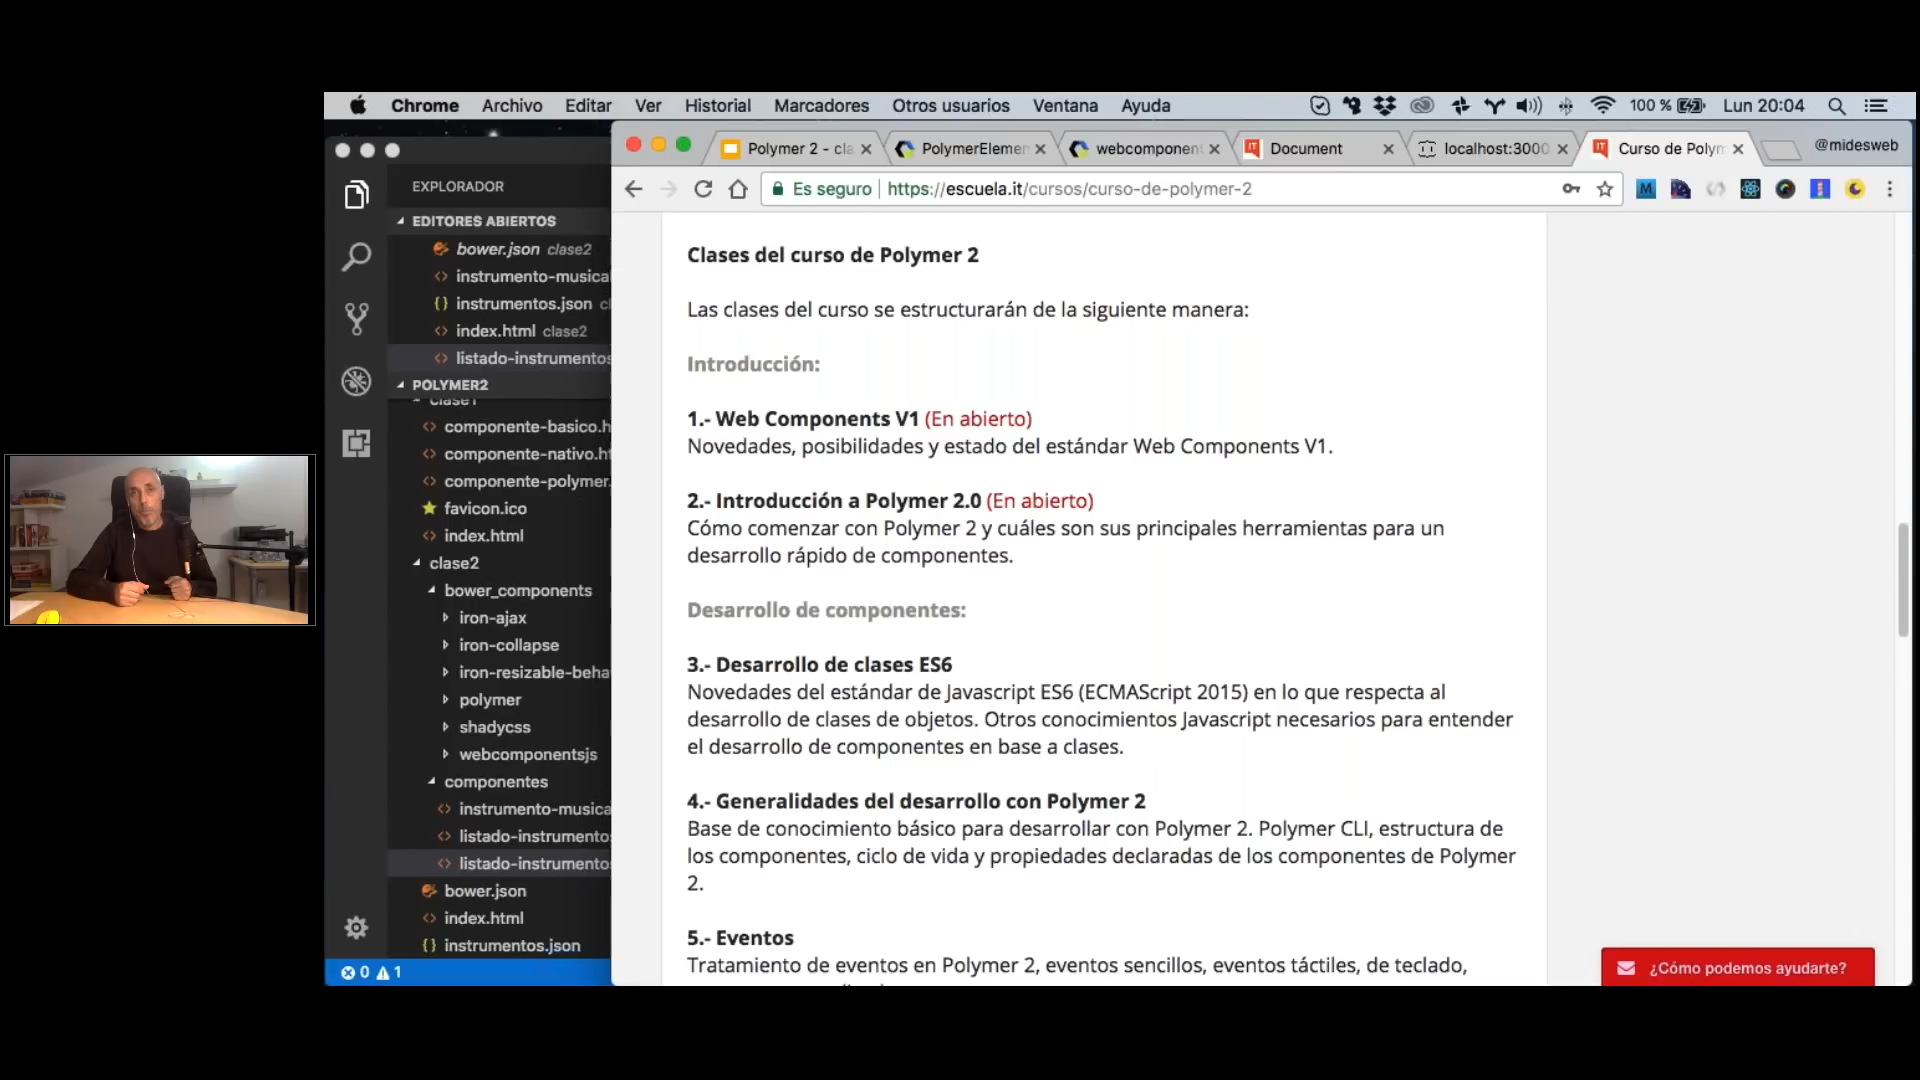 Chrome Archivo Editar Ver Historial Marcadores Otros usuarios Ventana Ayuda 100 % Lun 20:04
Polymer 2 - cla PolymerElemen webcomponent Document localhost:3000 Curso de Polym @midesweb
Es seguro https://escuela.it/cursos/curso-de-polymer-2
EXPLORADOR
EDITORES ABIERTOS
bower.json clase2
instrumento-musica
instrumentos.json cl
index.html clase2
listado-instrumentos
POLYMER2
clase1
componente-basico.h
componente-nativo.ht
componente-polymer.
favicon.ico
index.html
clase2
bower_components
iron-ajax
iron-collapse
iron-resizable-beha
polymer
shadycss
webcomponentsjs
componentes
instrumento-musica
listado-instrumento
listado-instrumento
bower.json
index.html
instrumentos.json
0 1
Clases del curso de Polymer 2
Las clases del curso se estructurarán de la siguiente manera:
Introducción:
1.- Web Components V1 (En abierto)
Novedades, posibilidades y estado del estándar Web Components V1.
2.- Introducción a Polymer 2.0 (En abierto)
Cómo comenzar con Polymer 2 y cuáles son sus principales herramientas para un
desarrollo rápido de componentes.
Desarrollo de componentes:
3.- Desarrollo de clases ES6
Novedades del estándar de Javascript ES6 (ECMAScript 2015) en lo que respecta al
desarrollo de clases de objetos. Otros conocimientos Javascript necesarios para entender
el desarrollo de componentes en base a clases.
4.- Generalidades del desarrollo con Polymer 2
Base de conocimiento básico para desarrollar con Polymer 2. Polymer CLI, estructura de
los componentes, ciclo de vida y propiedades declaradas de los componentes de Polymer
2.
5.- Eventos
Tratamiento de eventos en Polymer 2, eventos sencillos, eventos táctiles, de teclado,
¿Cómo podemos ayudarte?